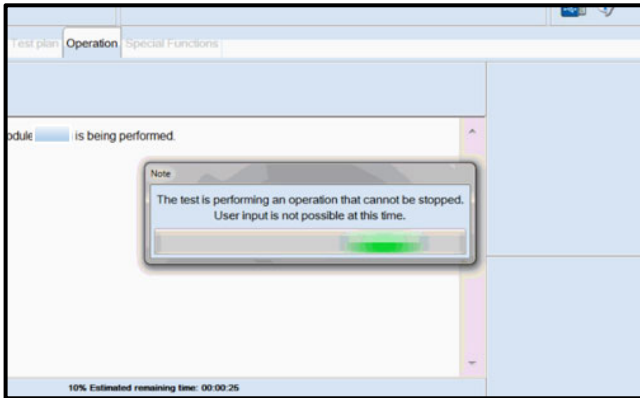 Test plan Operation Special Functions
odule is being performed.
Note
The test is performing an operation that cannot be stopped.
User input is not possible at this time.
10% Estimated remaining time: 00:00:25